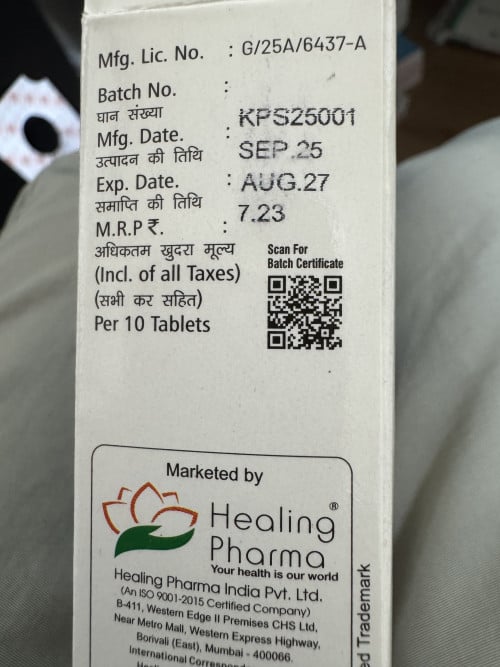 Mfg. Lic. No. : G/25A/6437-A
Batch No. : KPS25001
घान संख्या
Mfg. Date. : SEP.25
उत्पादन की तिथि
Exp. Date. : AUG.27
समाप्ति की तिथि
M.R.P ₹. : 7.23
अधिकतम खुदरा मूल्य
(Incl. of all Taxes)
(सभी कर सहित)
Per 10 Tablets
Scan For
Batch Certificate
Marketed by
Healing®
Pharma
Your health is our world
Healing Pharma India Pvt. Ltd.
(An ISO 9001-2015 Certified Company)
B-411, Western Edge II Premises CHS Ltd,
Near Metro Mall, Western Express Highway,
Borivali (East), Mumbai - 400066.
International
Trademark